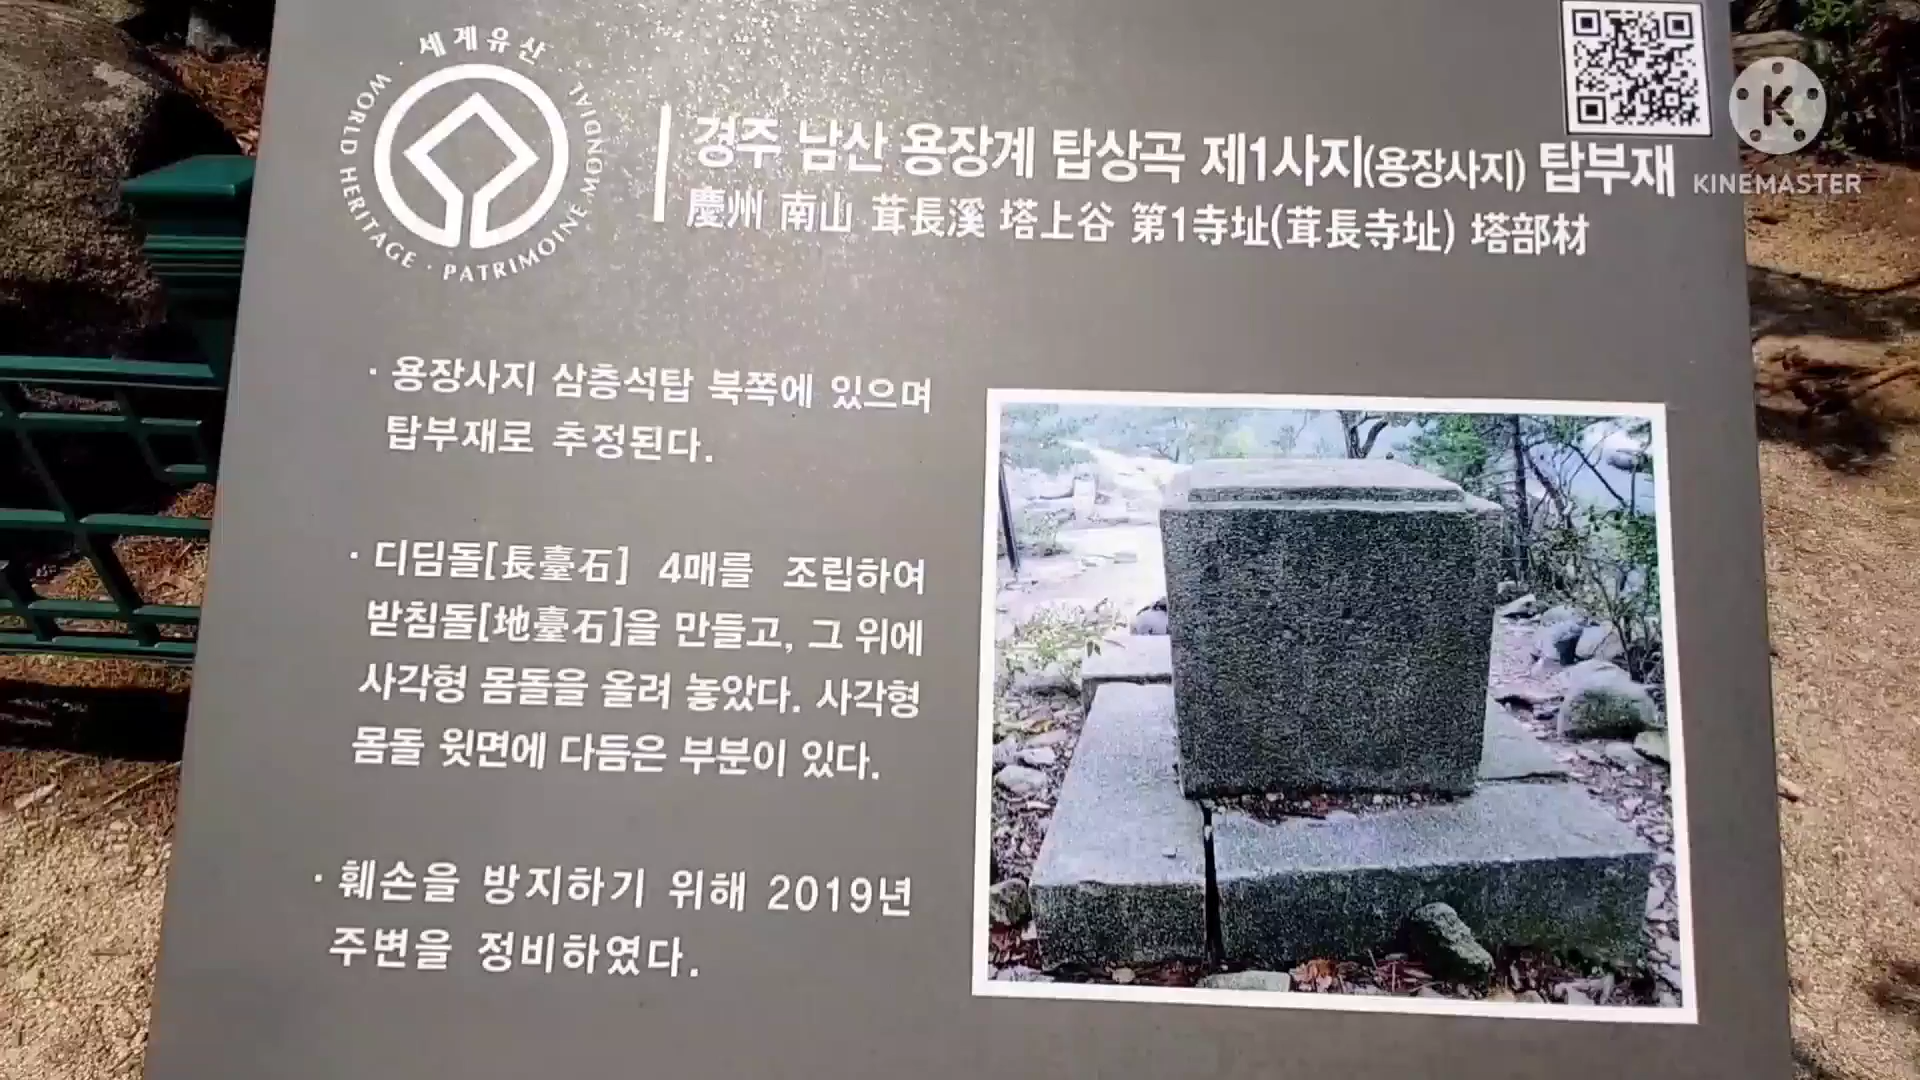 세계유산
WORLD HERITAGE · PATRIMOINE MONDIAL
경주 남산 용장계 탑상곡 제1사지(용장사지) 탑부재
慶州 南山 茸長溪 塔上谷 第1寺址(茸長寺址) 塔部材
K
KINEMASTER
· 용장사지 삼층석탑 북쪽에 있으며
탑부재로 추정된다.
· 디딤돌[長臺石] 4매를 조립하여
받침돌[地臺石]을 만들고, 그 위에
사각형 몸돌을 올려 놓았다. 사각형
몸돌 윗면에 다듬은 부분이 있다.
· 훼손을 방지하기 위해 2019년
주변을 정비하였다.